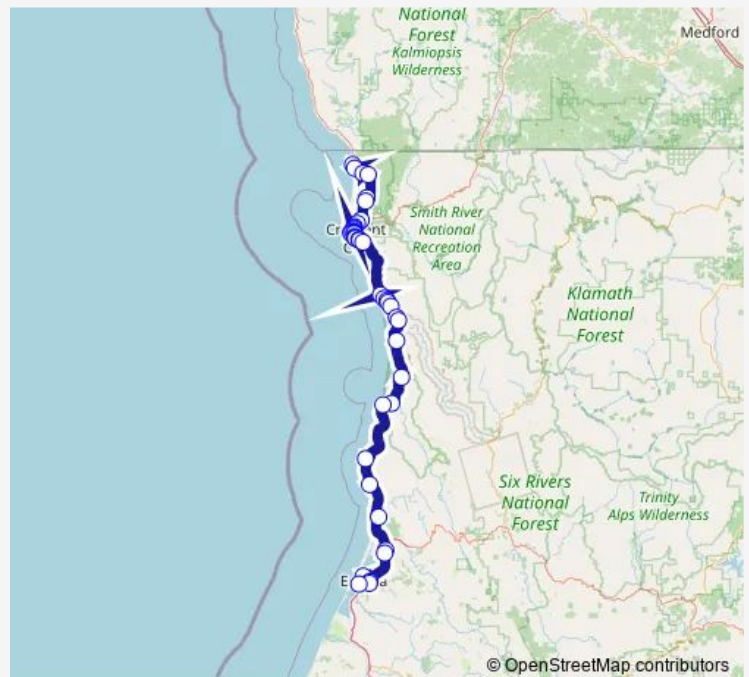 National
Forest
Kalmiopsis
Wilderness
Medford
Smith River
National
Recreation
Area
Klamath
National
Forest
Six Rivers
National
Forest
Trinity
Alps Wilderness
© OpenStreetMap contributors